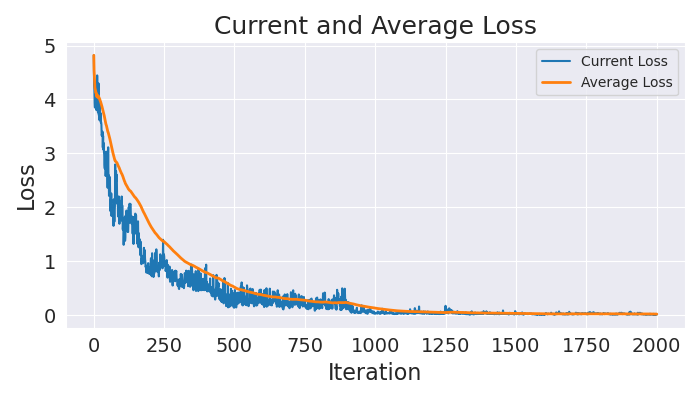 Current and Average Loss
Current Loss
Average Loss
Loss
5
4
3
2
1
0
0 250 500 750 1000 1250 1500 1750 2000
Iteration